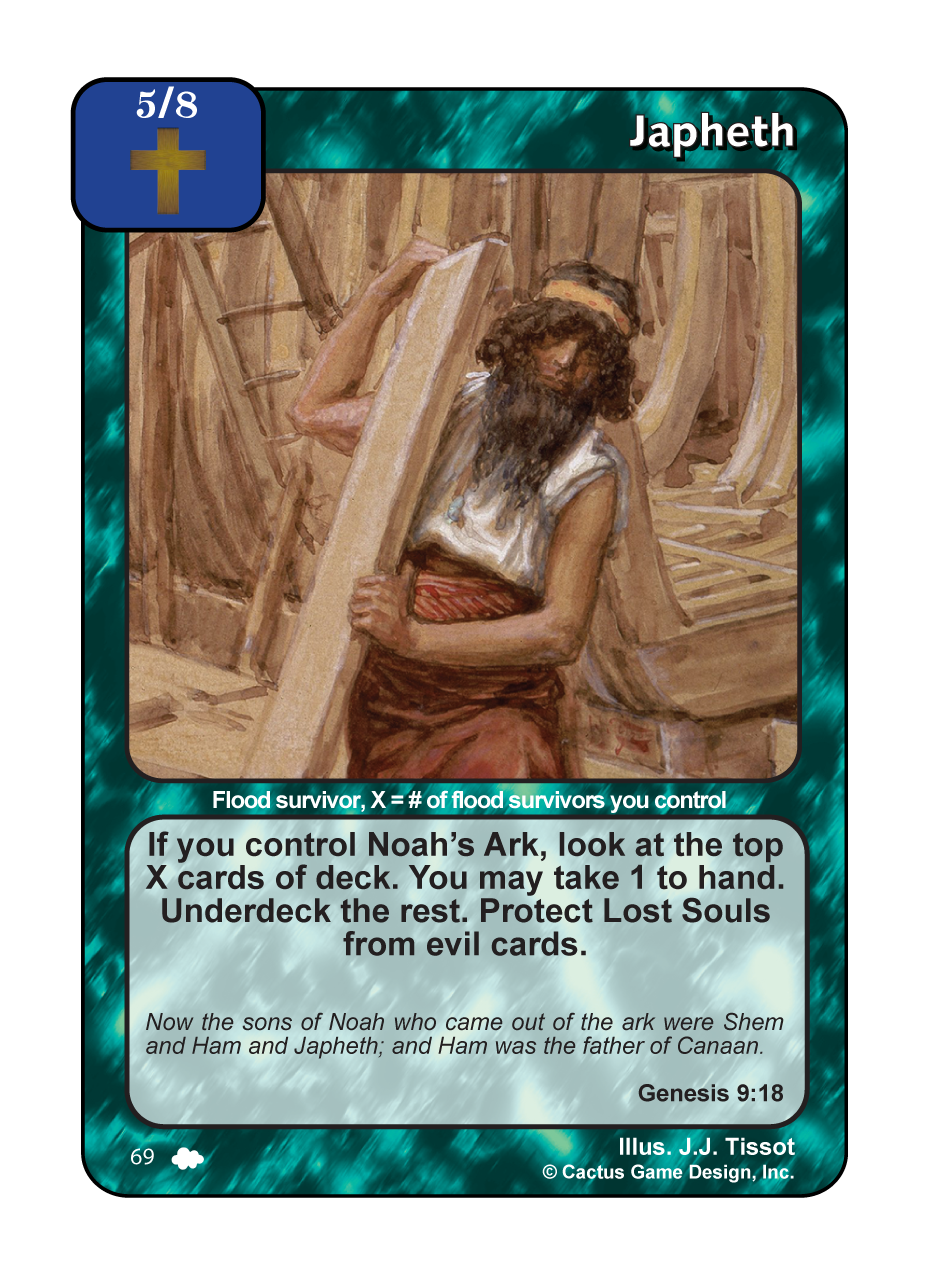 5/8
Japheth
Flood survivor, X = # of flood survivors you control
If you control Noah’s Ark, look at the top
X cards of deck. You may take 1 to hand.
Underdeck the rest. Protect Lost Souls
from evil cards.
Now the sons of Noah who came out of the ark were Shem
and Ham and Japheth; and Ham was the father of Canaan.
Genesis 9:18
69
Illus. J.J. Tissot
© Cactus Game Design, Inc.